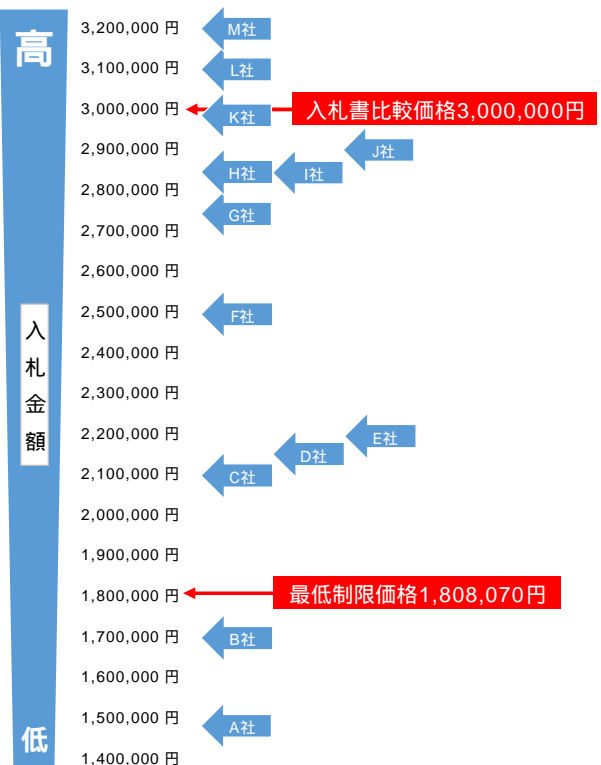 高
3,200,000 円
M社
3,100,000 円
L社
3,000,000 円
K社
入札書比較価格3,000,000円
2,900,000 円
J社
H社
I社
2,800,000 円
G社
2,700,000 円
2,600,000 円
2,500,000 円
F社
2,400,000 円
2,300,000 円
2,200,000 円
E社
D社
2,100,000 円
C社
2,000,000 円
1,900,000 円
1,800,000 円
最低制限価格1,808,070円
1,700,000 円
B社
1,600,000 円
1,500,000 円
A社
1,400,000 円
入札金額
低